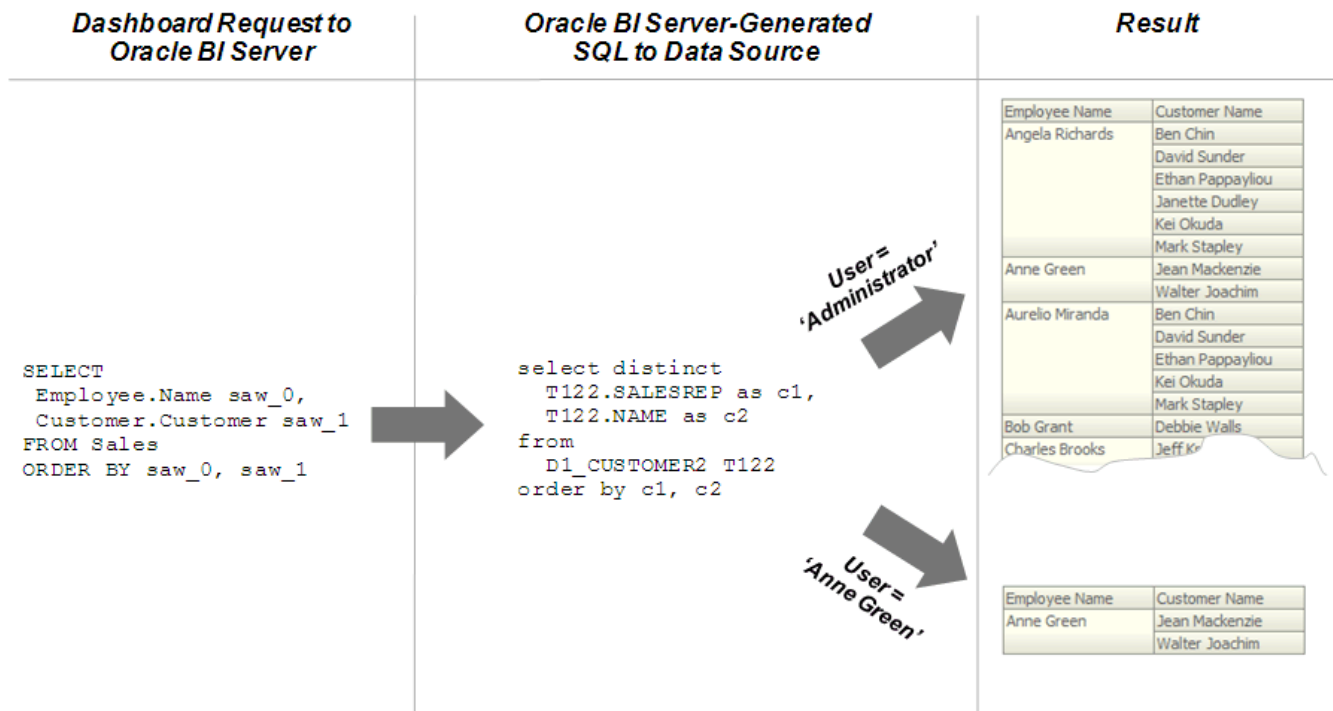 Dashboard Request to
Oracle BI Server
Oracle BI Server-Generated
SQL to Data Source
Result
SELECT
Employee.Name saw_0,
Customer.Customer saw_1
FROM Sales
ORDER BY saw_0, saw_1
select distinct
T122.SALESREP as c1,
T122.NAME as c2
from
D1_CUSTOMER2 T122
order by c1, c2
User =
‘Administrator’
User =
‘Anne Green’
Employee Name Customer Name
Angela Richards Ben Chin
David Sunder
Ethan Pappayliou
Janette Dudley
Kei Okuda
Mark Stapley
Anne Green Jean Mackenzie
Walter Joachim
Aurelio Miranda Ben Chin
David Sunder
Ethan Pappayliou
Kei Okuda
Mark Stapley
Bob Grant Debbie Walls
Charles Brooks Jeff
Employee Name Customer Name
Anne Green Jean Mackenzie
Walter Joachim